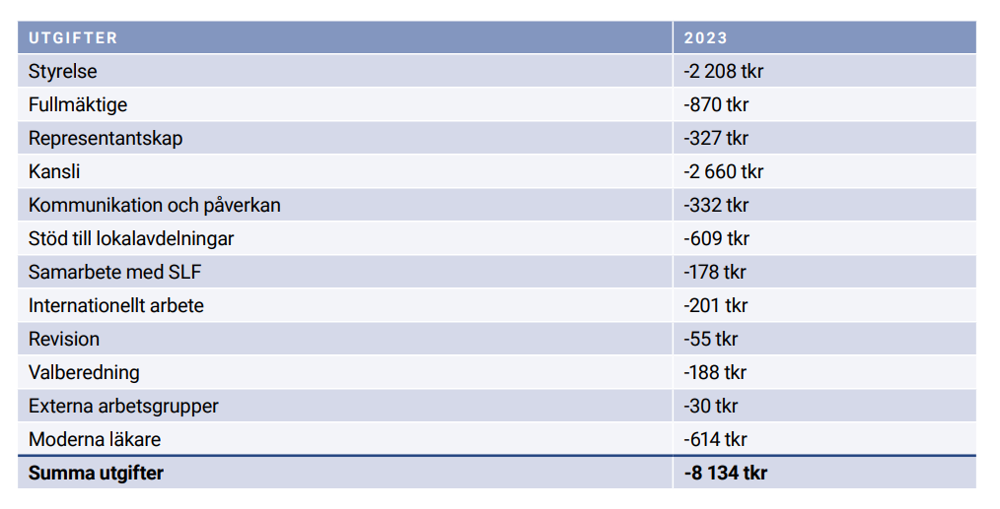 UTGIFTER 2023
Styrelse -2 208 tkr
Fullmäktige -870 tkr
Representantskap -327 tkr
Kansli -2 660 tkr
Kommunikation och påverkan -332 tkr
Stöd till lokalavdelningar -609 tkr
Samarbete med SLF -178 tkr
Internationellt arbete -201 tkr
Revision -55 tkr
Valberedning -188 tkr
Externa arbetsgrupper -30 tkr
Moderna läkare -614 tkr
Summa utgifter -8 134 tkr